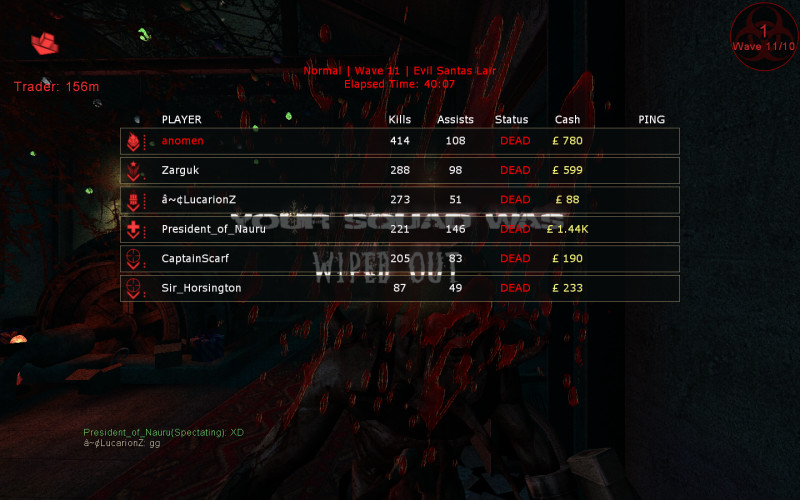 1
Wave 11/10
Normal | Wave 11 | Evil Santas Lair
Elapsed Time: 40:07
Trader: 156m
PLAYER Kills Assists Status Cash PING
anomen 414 108 DEAD £ 780
Zarguk 288 98 DEAD £ 599
â~¢LucarionZ 273 51 DEAD £ 88
YOUR SQUAD WAS
President_of_Nauru 221 146 DEAD £ 1.44K
CaptainScarf 205 83 DEAD £ 190
WIPED OUT
Sir_Horsington 87 49 DEAD £ 233
President_of_Nauru(Spectating): XD
â~¢LucarionZ: gg